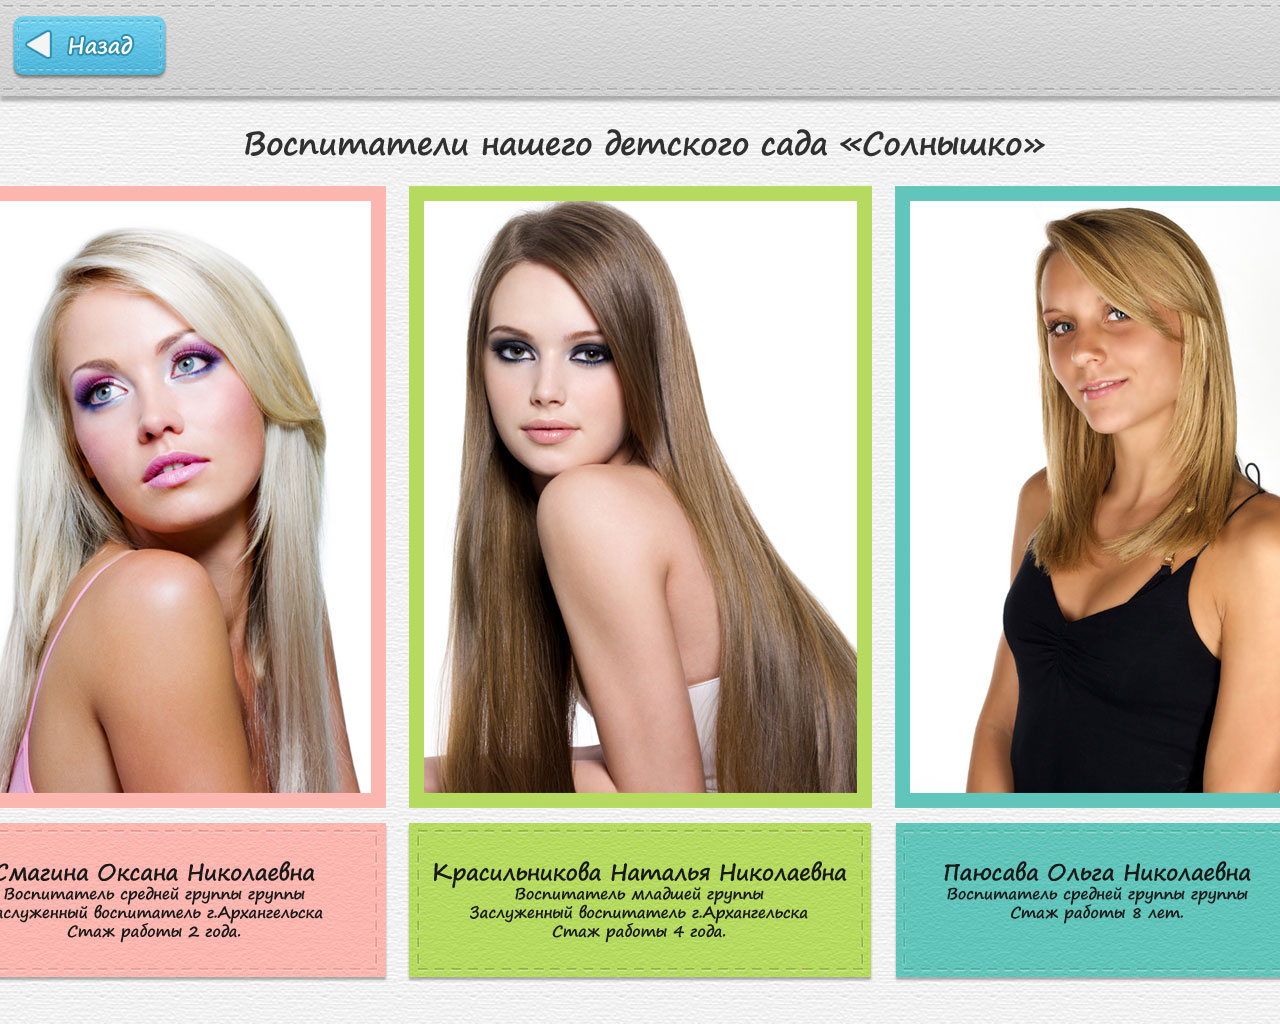 Назад
Воспитатели нашего детского сада «Солнышко»
Смагина Оксана Николаевна
Воспитатель средней группы группы
аслуженный воспитатель г.Архангельска
Стаж работы 2 года.
Красильникова Наталья Николаевна
Воспитатель младшей группы
Заслуженный воспитатель г.Архангельска
Стаж работы 4 года.
Паюсава Ольга Николаевна
Воспитатель средней группы группы
Стаж работы 8 лет.